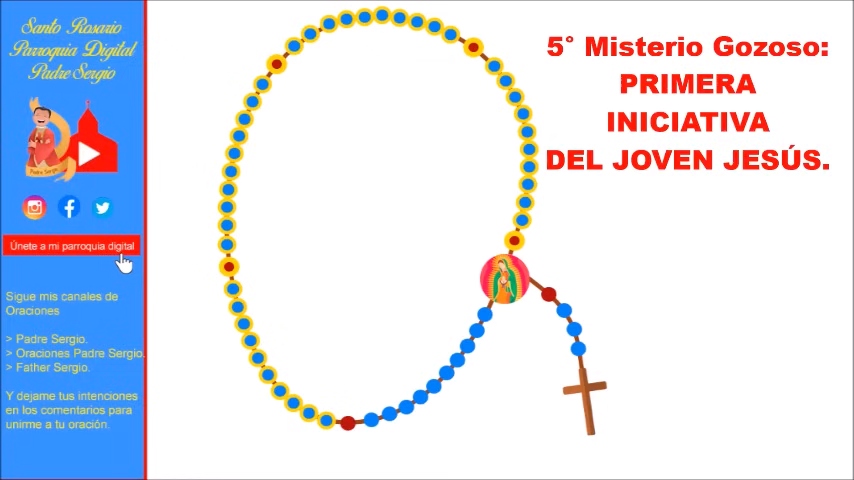 Santo Rosario
Parroquia Digital
Padre Sergio
Padre Sergio
Únete a mi parroquia digital
Sigue mis canales de
Oraciones
> Padre Sergio.
> Oraciones Padre Sergio.
> Father Sergio.
Y dejame tus intenciones
en los comentarios para
unirme a tu oración.
5° Misterio Gozoso:
PRIMERA
INICIATIVA
DEL JOVEN JESÚS.